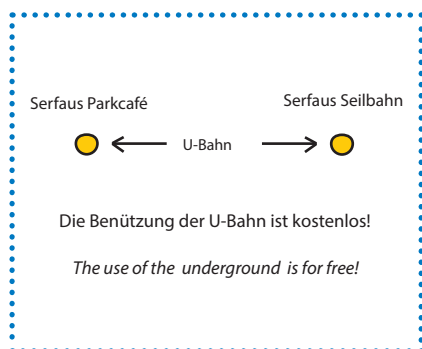 Serfaus Parkcafé
Serfaus Seilbahn
U-Bahn
Die Benützung der U-Bahn ist kostenlos!
The use of the underground is for free!